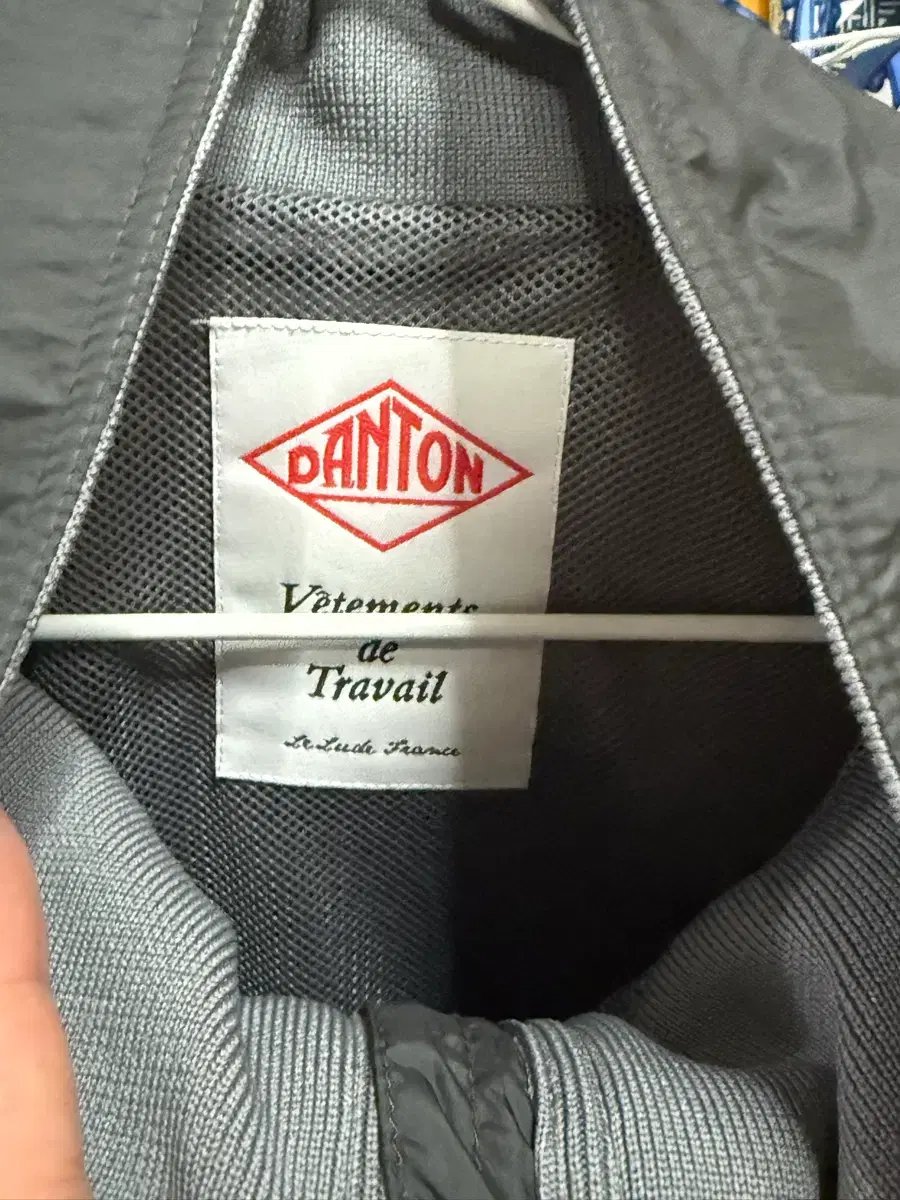 DANTON
Vêtements
de
Travail
Le Lude France